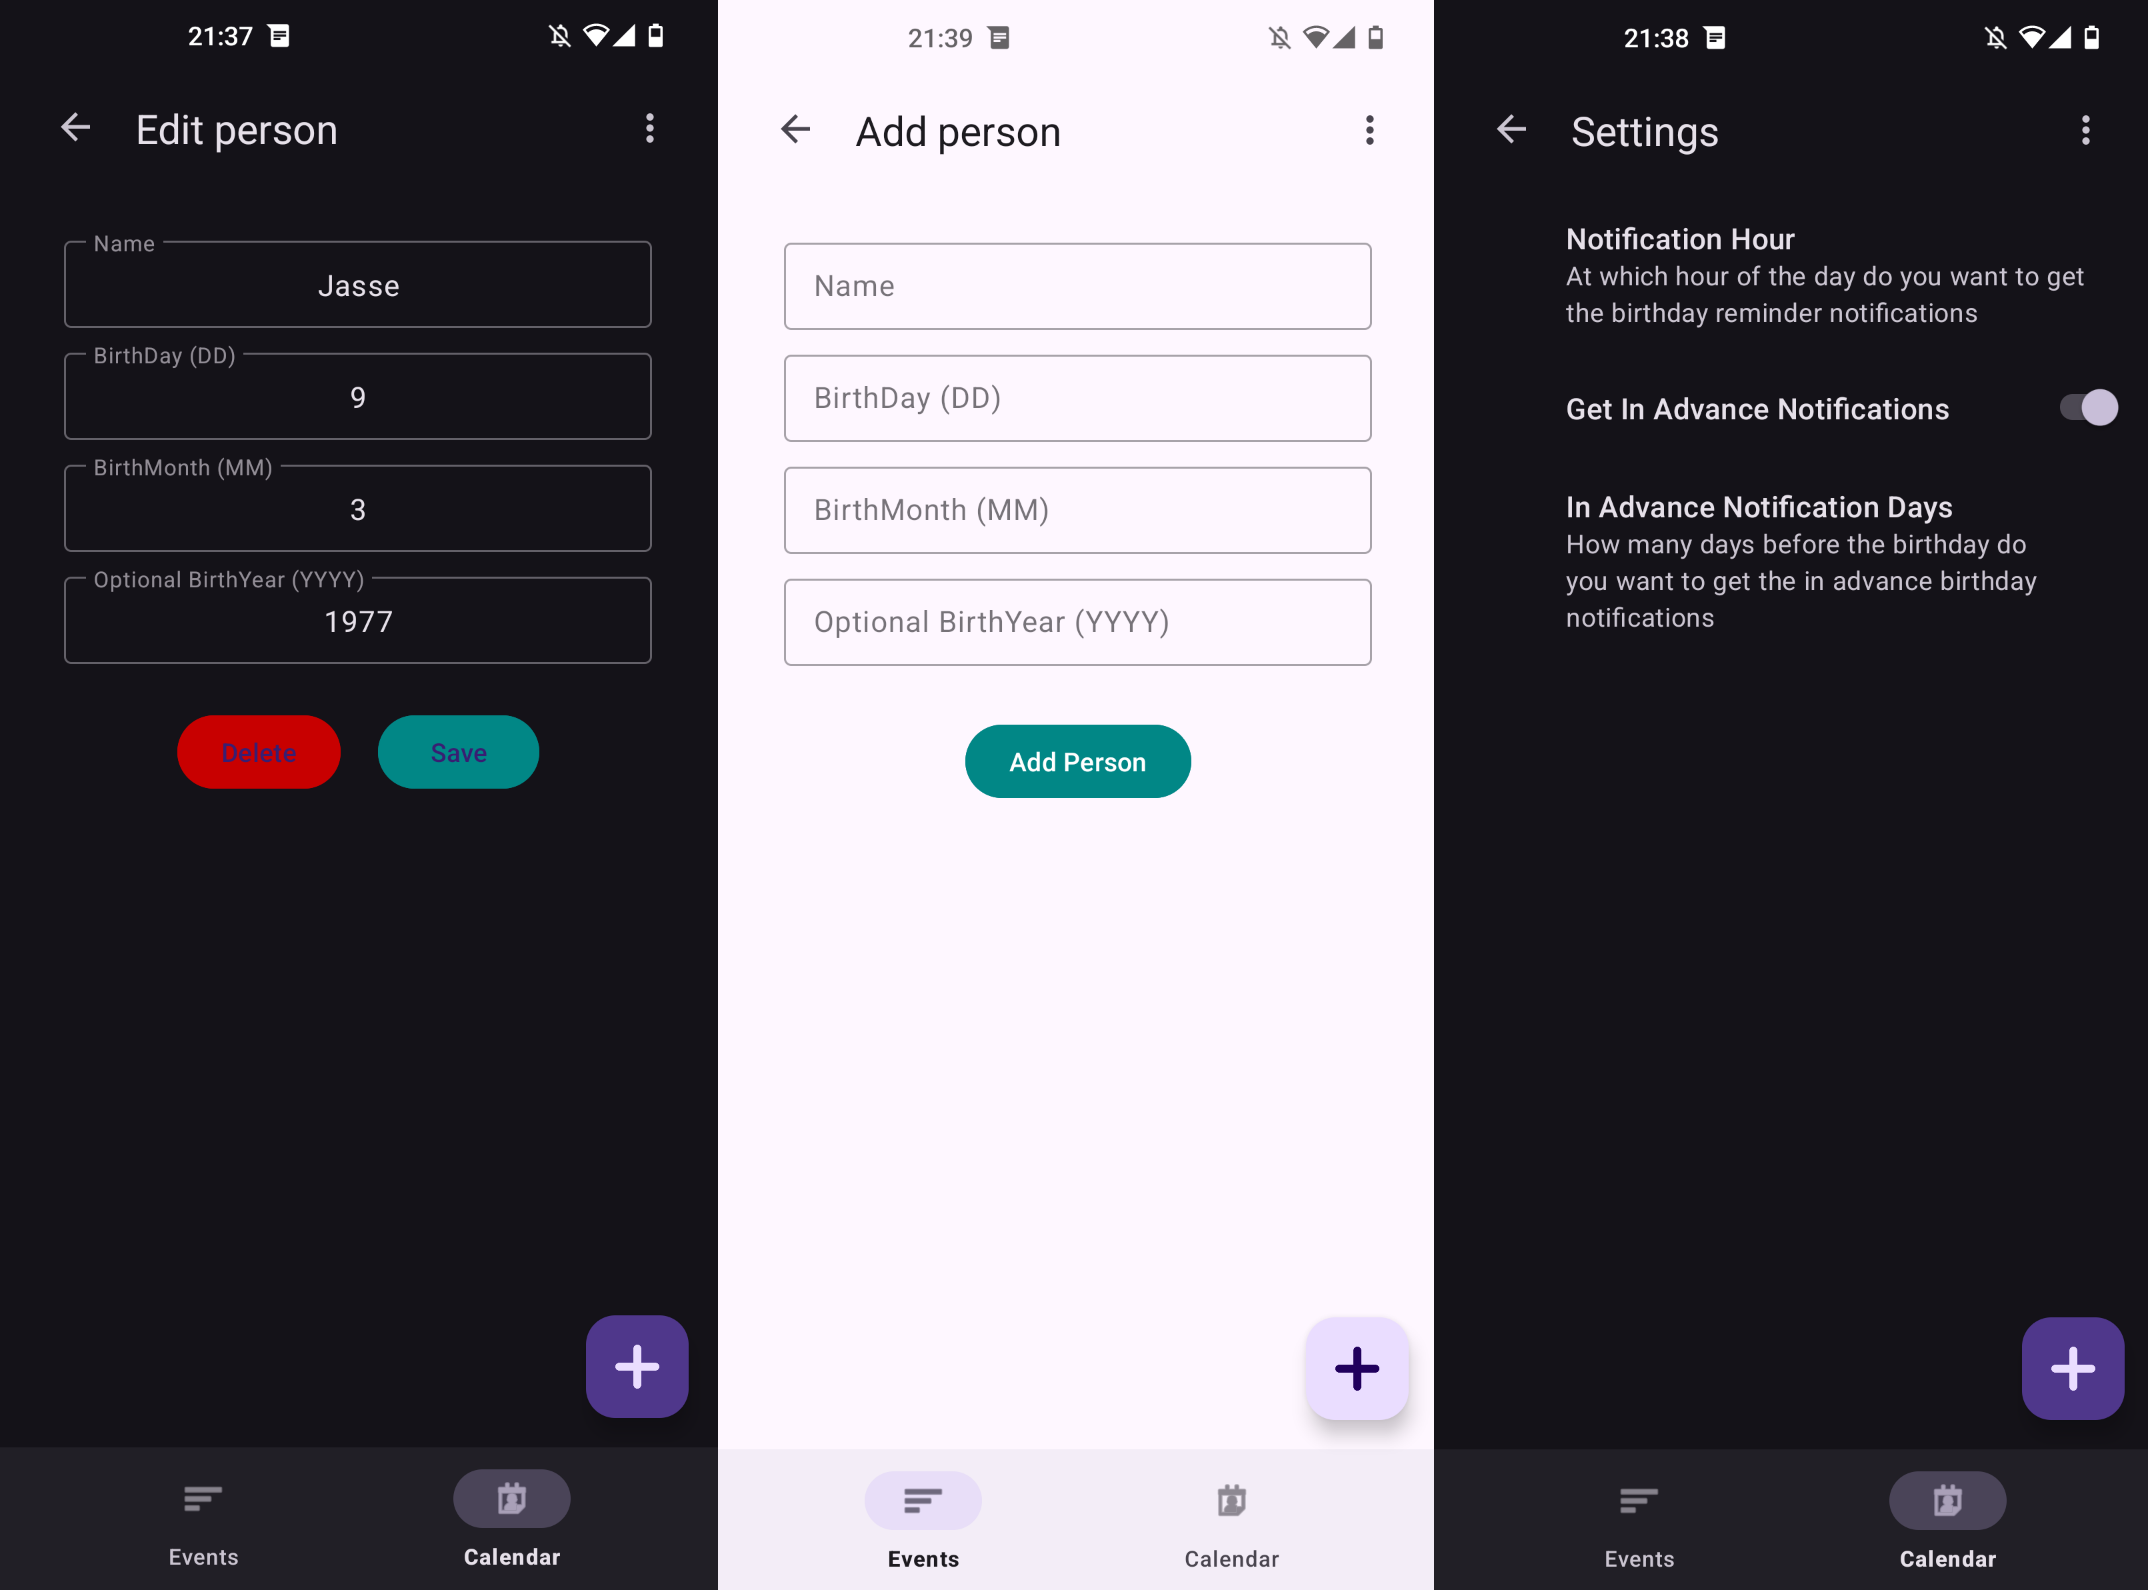 21:37
Edit person
Name
Jasse
BirthDay (DD)
9
BirthMonth (MM)
3
Optional BirthYear (YYYY)
1977
Delete
Save
Events
Calendar
21:39
Add person
Name
BirthDay (DD)
BirthMonth (MM)
Optional BirthYear (YYYY)
Add Person
Events
Calendar
21:38
Settings
Notification Hour
At which hour of the day do you want to get
the birthday reminder notifications
Get In Advance Notifications
In Advance Notification Days
How many days before the birthday do
you want to get the in advance birthday
notifications
Events
Calendar